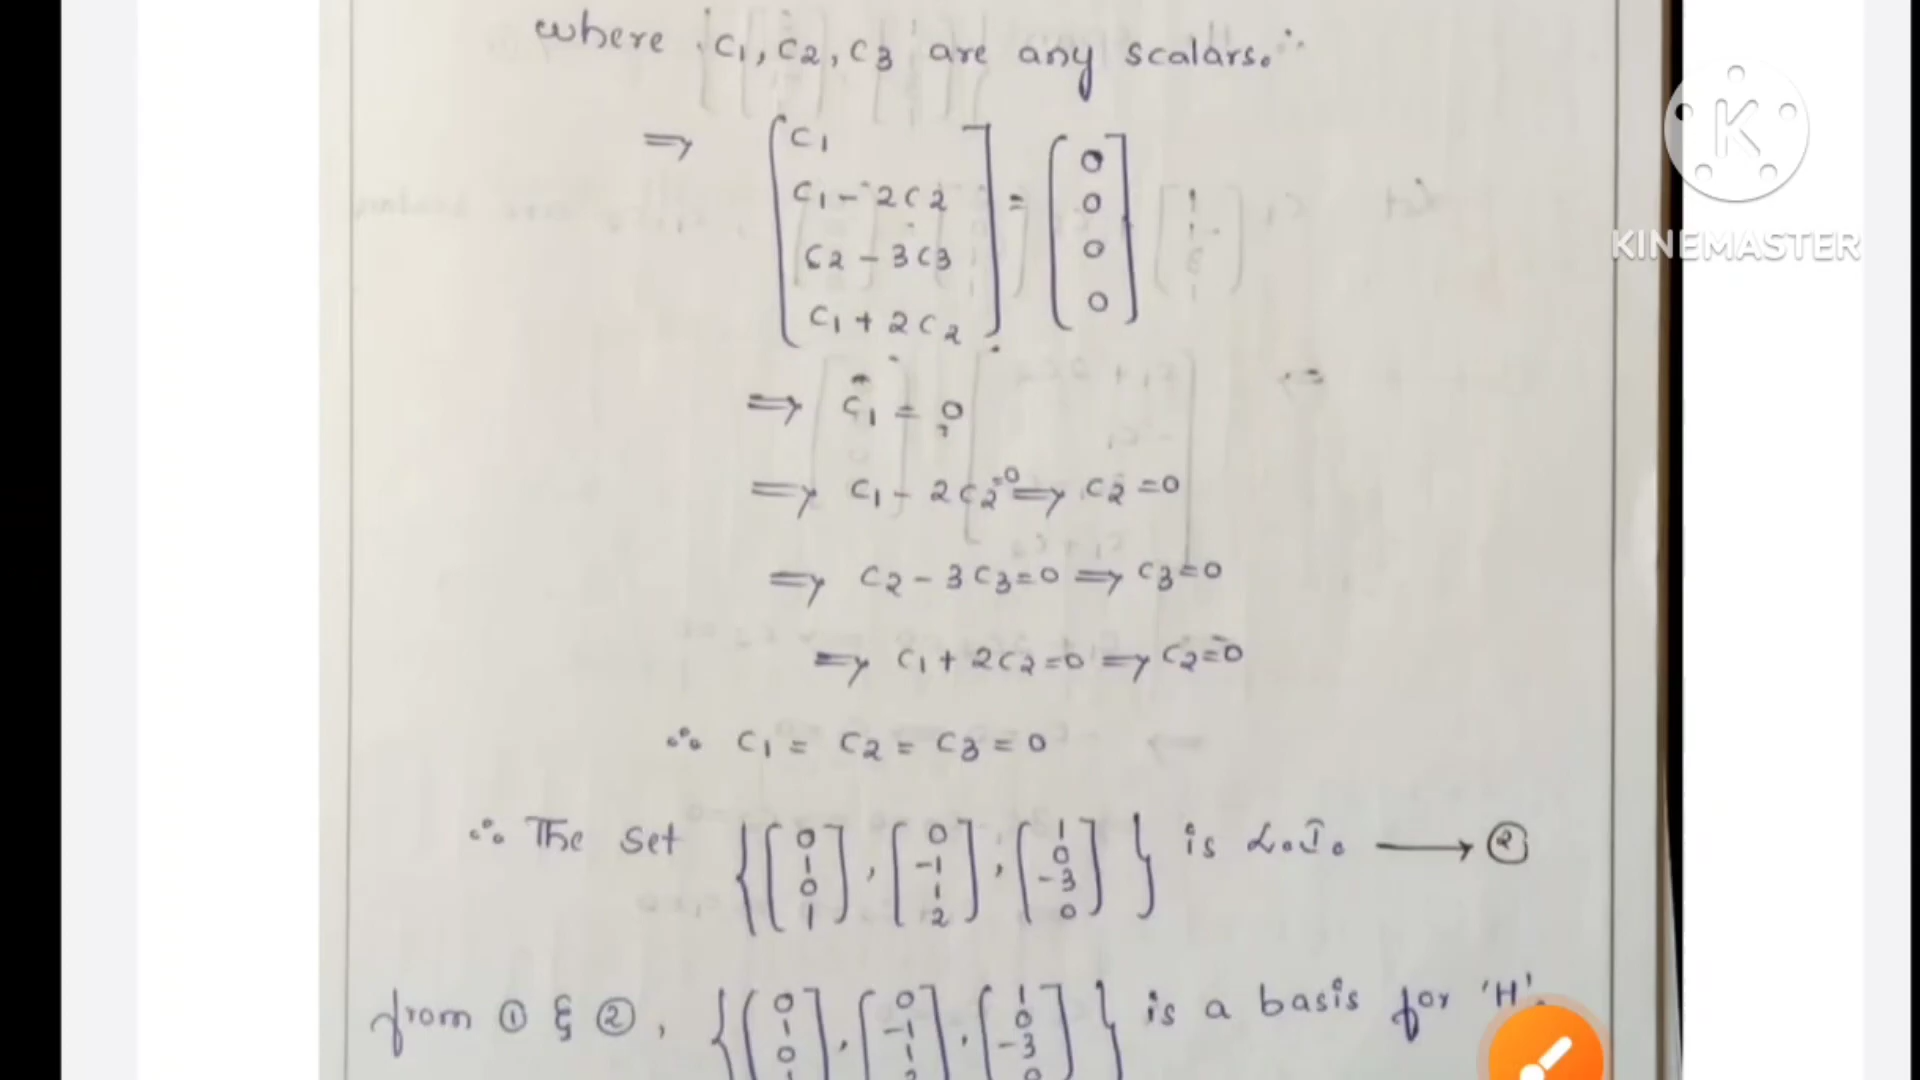 where C1, C2, C3 are any scalars.
⇒ [C1
C1 - 2C2
C2 - 3C3
C1 + 2C2] = [0
0
0
0]
⇒ C1 = 0
⇒ C1 - 2C2 = 0 ⇒ C2 = 0
⇒ C2 - 3C3 = 0 ⇒ C3 = 0
⇒ C1 + 2C2 = 0 ⇒ C2 = 0
∴ C1 = C2 = C3 = 0
∴ The set {[0 1 0 1], [0 -1 1 2], [1 0 -3 0]} is L.I. ⟶ ②
from ① & ②, {[0 1 0 1], [0 -1 1 2], [1 0 -3 0]} is a basis for 'H'.
K
KINEMASTER